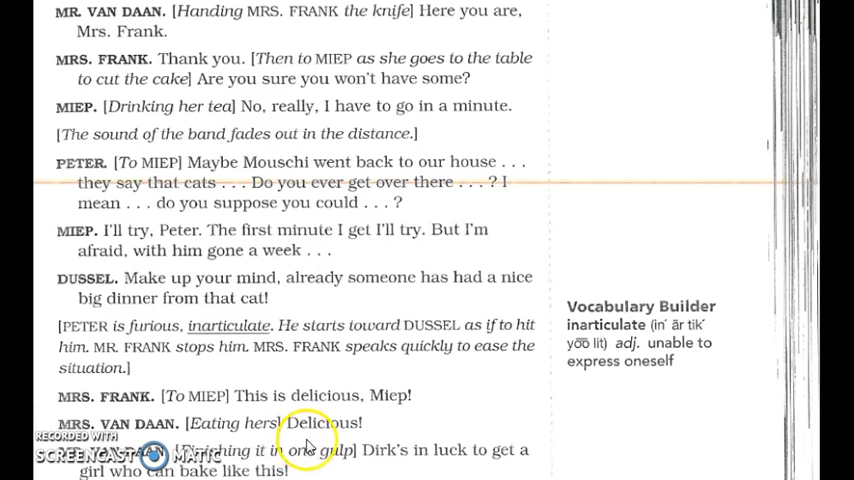 MR. VAN DAAN. [Handing MRS. FRANK the knife] Here you are,
Mrs. Frank.
MRS. FRANK. Thank you. [Then to MIEP as she goes to the table
to cut the cake] Are you sure you won't have some?
MIEP. [Drinking her tea] No, really, I have to go in a minute.
[The sound of the band fades out in the distance.]
PETER. [To MIEP] Maybe Mouschi went back to our house . . .
they say that cats . . . Do you ever get over there . . . ? I
mean . . . do you suppose you could . . . ?
MIEP. I'll try, Peter. The first minute I get I'll try. But I'm
afraid, with him gone a week . . .
DUSSEL. Make up your mind, already someone has had a nice
big dinner from that cat!
[PETER is furious, inarticulate. He starts toward DUSSEL as if to hit
him. MR. FRANK stops him. MRS. FRANK speaks quickly to ease the
situation.]
MRS. FRANK. [To MIEP] This is delicious, Miep!
MRS. VAN DAAN. [Eating hers] Delicious!
VAN DAAN [Finishing it in one gulp] Dirk's in luck to get a
girl who can bake like this!
Vocabulary Builder
inarticulate (in´ är tik´
yōō lit) adj. unable to
express oneself
RECORDED WITH
SCREENCAST MATIC